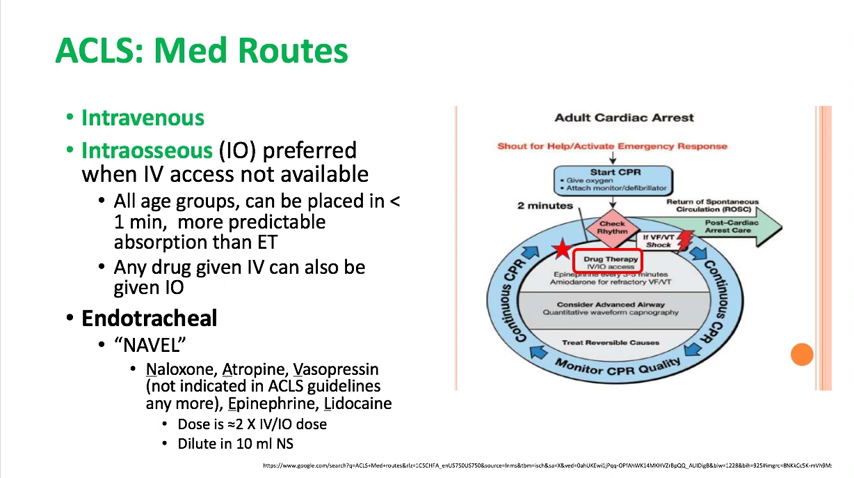 ACLS: Med Routes
• Intravenous
• Intraosseous (IO) preferred
when IV access not available
• All age groups, can be placed in <
1 min, more predictable
absorption than ET
• Any drug given IV can also be
given IO
• Endotracheal
• “NAVEL”
• Naloxone, Atropine, Vasopressin
(not indicated in ACLS guidelines
any more), Epinephrine, Lidocaine
• Dose is ≈2 X IV/IO dose
• Dilute in 10 ml NS
Adult Cardiac Arrest
Shout for Help/Activate Emergency Response
Start CPR
• Give oxygen
• Attach monitor/defibrillator
2 minutes
Check
Rhythm
Return of Spontaneous
Circulation (ROSC)
Post–Cardiac
Arrest Care
If VF/VT
Shock
Drug Therapy
IV/IO access
Epinephrine every 3-5 minutes
Amiodarone for refractory VF/VT
Consider Advanced Airway
Quantitative waveform capnography
Treat Reversible Causes
Continuous CPR
Continuous CPR
Monitor CPR Quality